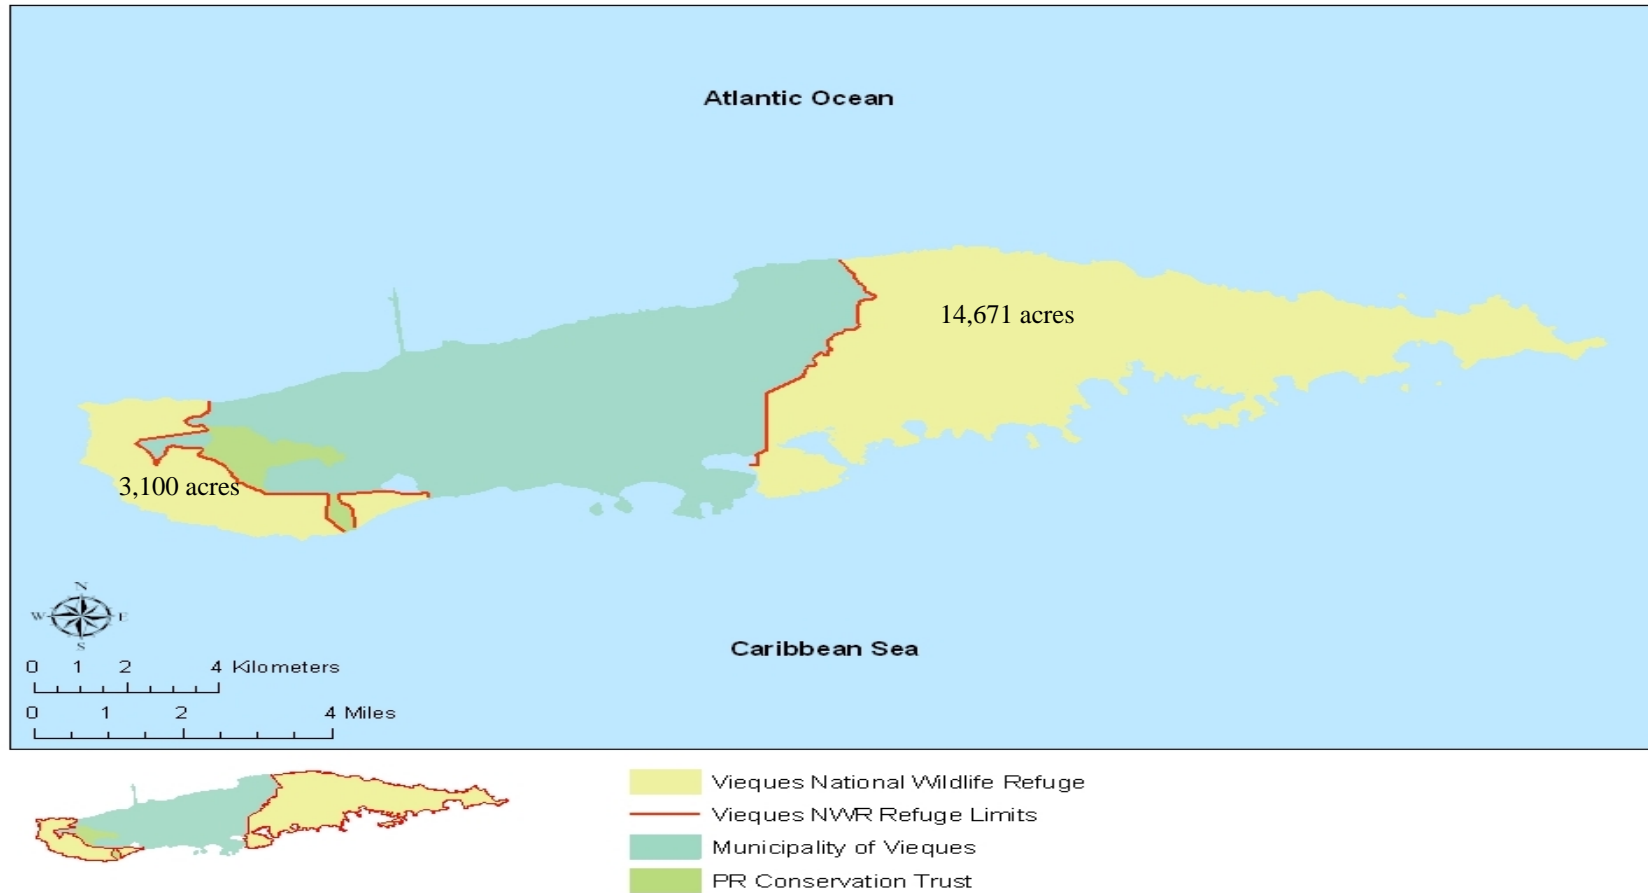 Atlantic Ocean
14,671 acres
3,100 acres
N
W E
S
Caribbean Sea
0 1 2 4 Kilometers
0 1 2 4 Miles
Vieques National Wildlife Refuge
Vieques NWR Refuge Limits
Municipality of Vieques
PR Conservation Trust